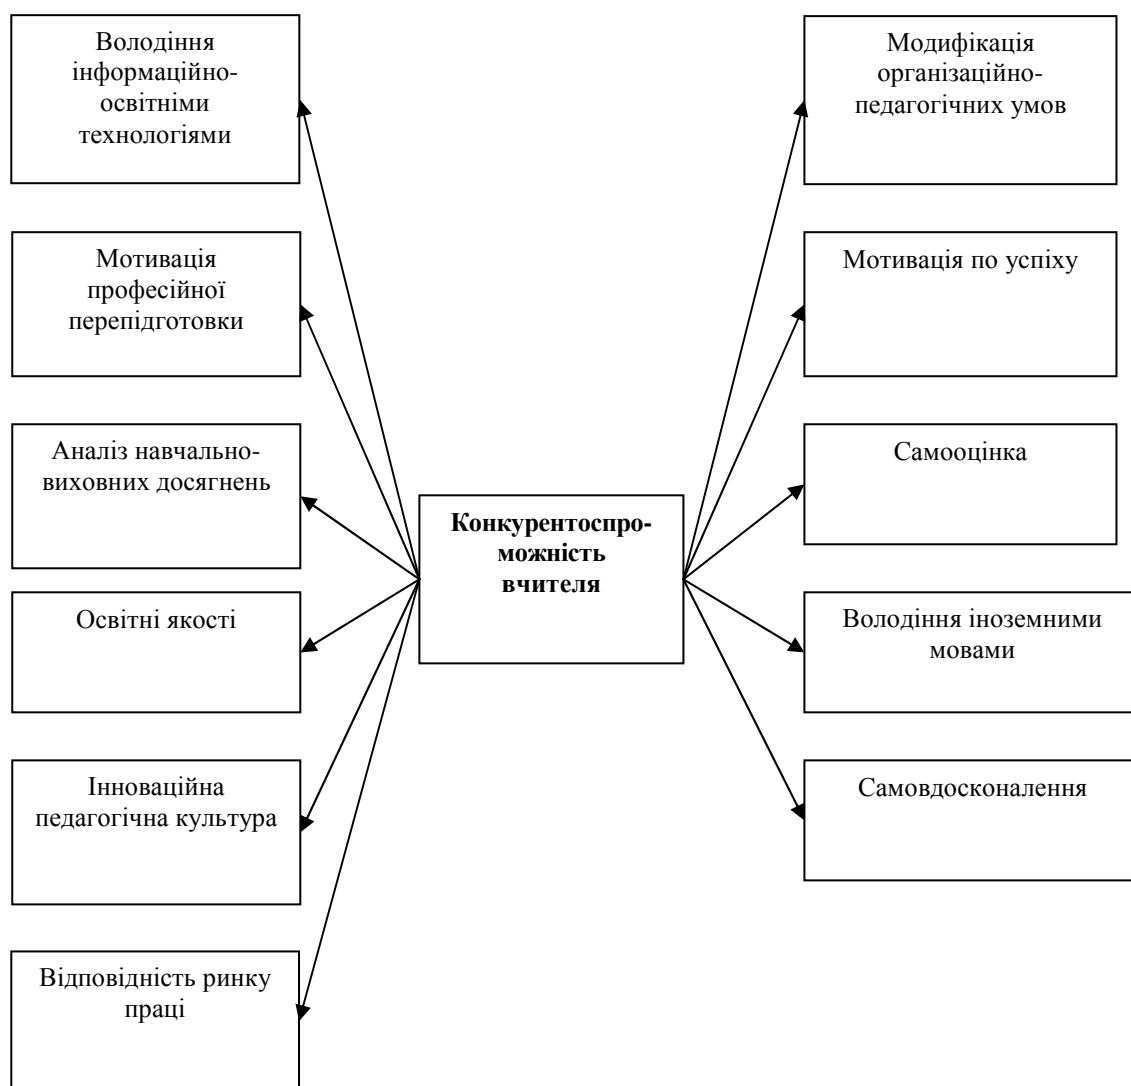 Володіння
інформаційно-
освітніми
технологіями
Мотивація
професійної
перепідготовки
Аналіз навчально-
виховних досягнень
Освітні якості
Інноваційна
педагогічна культура
Відповідність ринку
праці
Конкурентоспро-
можність
вчителя
Модифікація
організаційно-
педагогічних умов
Мотивація по успіху
Самооцінка
Володіння іноземними
мовами
Самовдосконалення